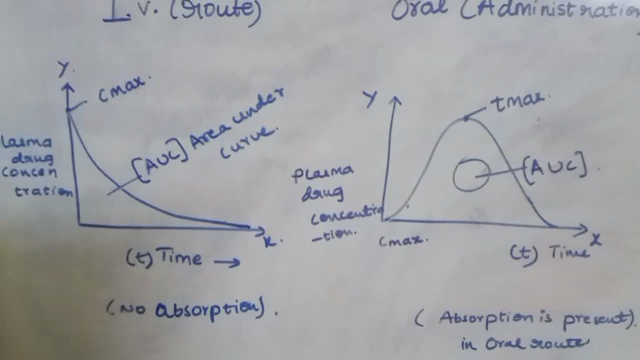 I.V. (Route)
Oral (Administration
Y.
Cmax.
[AUC] Area under
curve.
Plasma
drug
concen
tration
x.
(t) Time →
(No absorption).
Y
tmax.
[AUC].
Plasma
drug
concentra
-tion.
Cmax.
(t) Time
X
(Absorption is present).
in Oral route